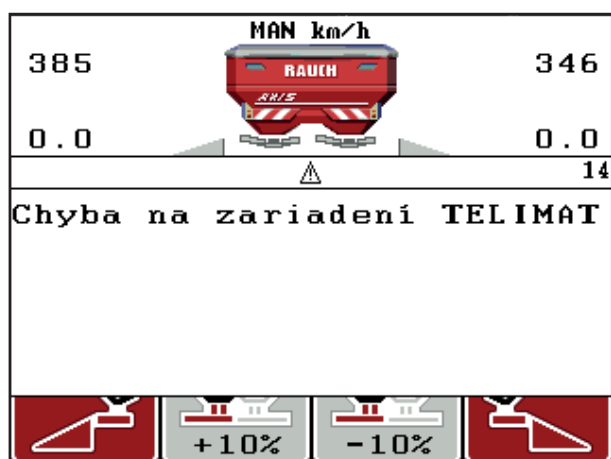 MAN km/h
385
346
RAUCH
AXIS
0.0
0.0
14
Chyba na zariadení TELIMAT
+10%
-10%